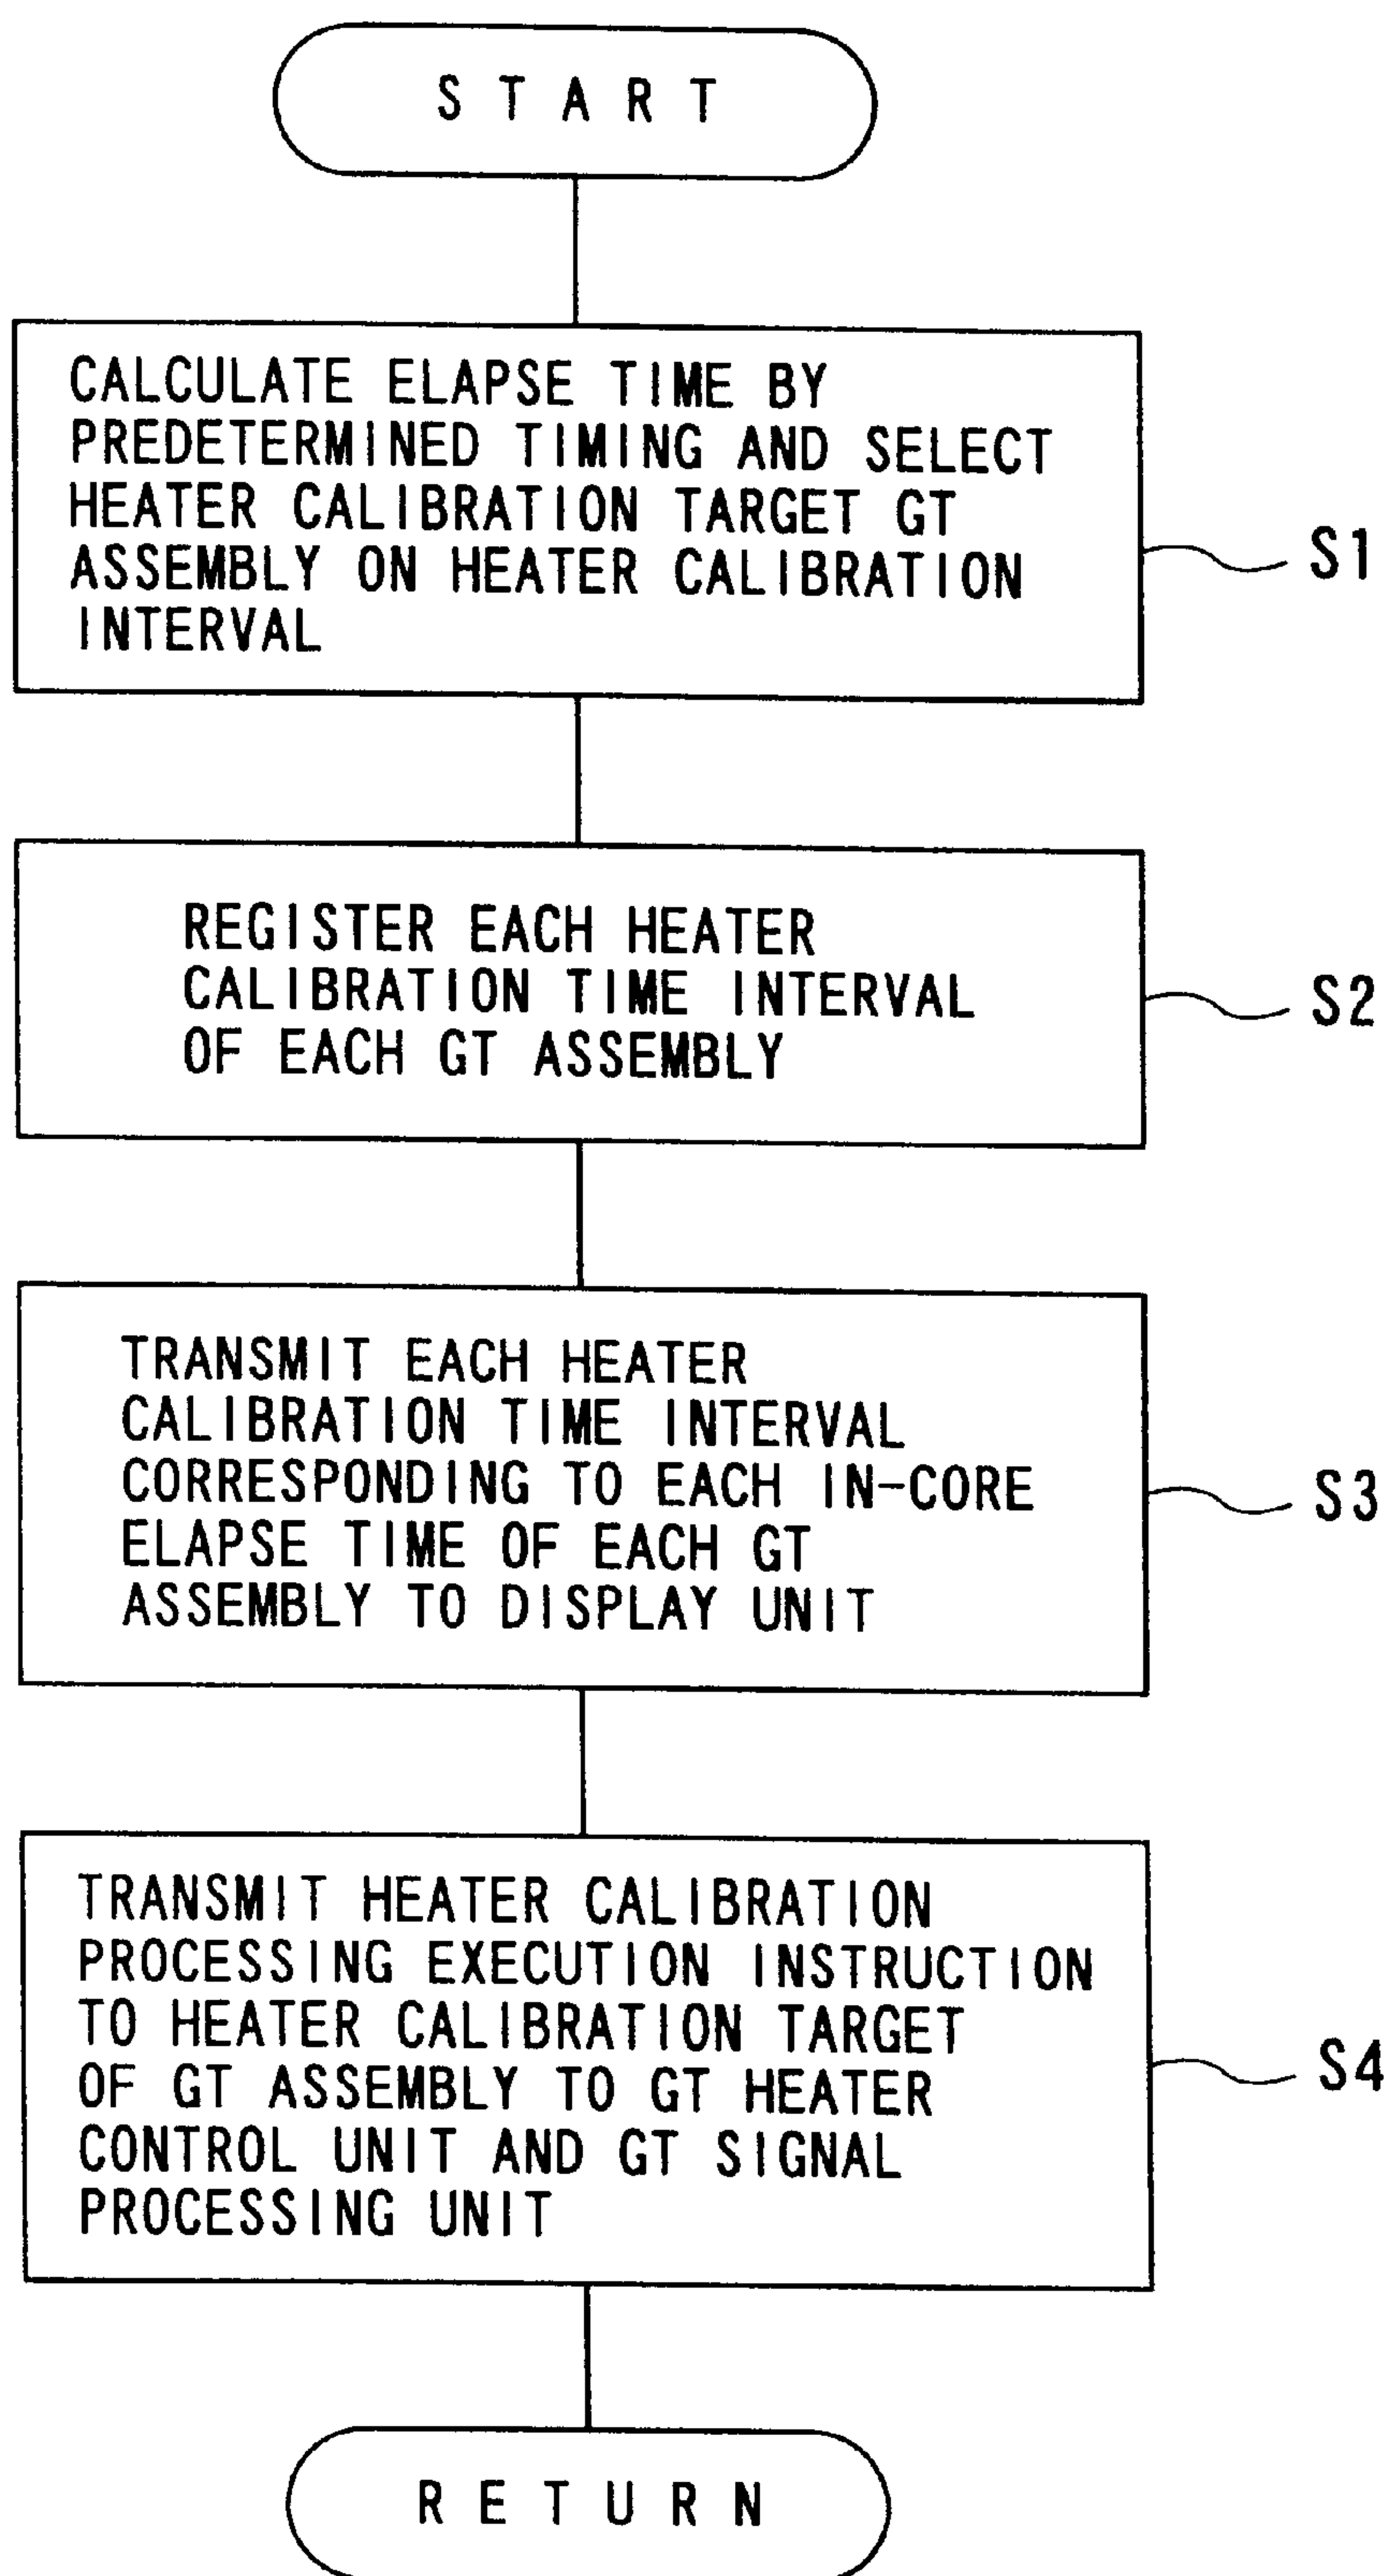 START
CALCULATE ELAPSE TIME BY
PREDETERMINED TIMING AND SELECT
HEATER CALIBRATION TARGET GT
ASSEMBLY ON HEATER CALIBRATION
INTERVAL
S1
REGISTER EACH HEATER
CALIBRATION TIME INTERVAL
OF EACH GT ASSEMBLY
S2
TRANSMIT EACH HEATER
CALIBRATION TIME INTERVAL
CORRESPONDING TO EACH IN-CORE
ELAPSE TIME OF EACH GT
ASSEMBLY TO DISPLAY UNIT
S3
TRANSMIT HEATER CALIBRATION
PROCESSING EXECUTION INSTRUCTION
TO HEATER CALIBRATION TARGET
OF GT ASSEMBLY TO GT HEATER
CONTROL UNIT AND GT SIGNAL
PROCESSING UNIT
S4
RETURN